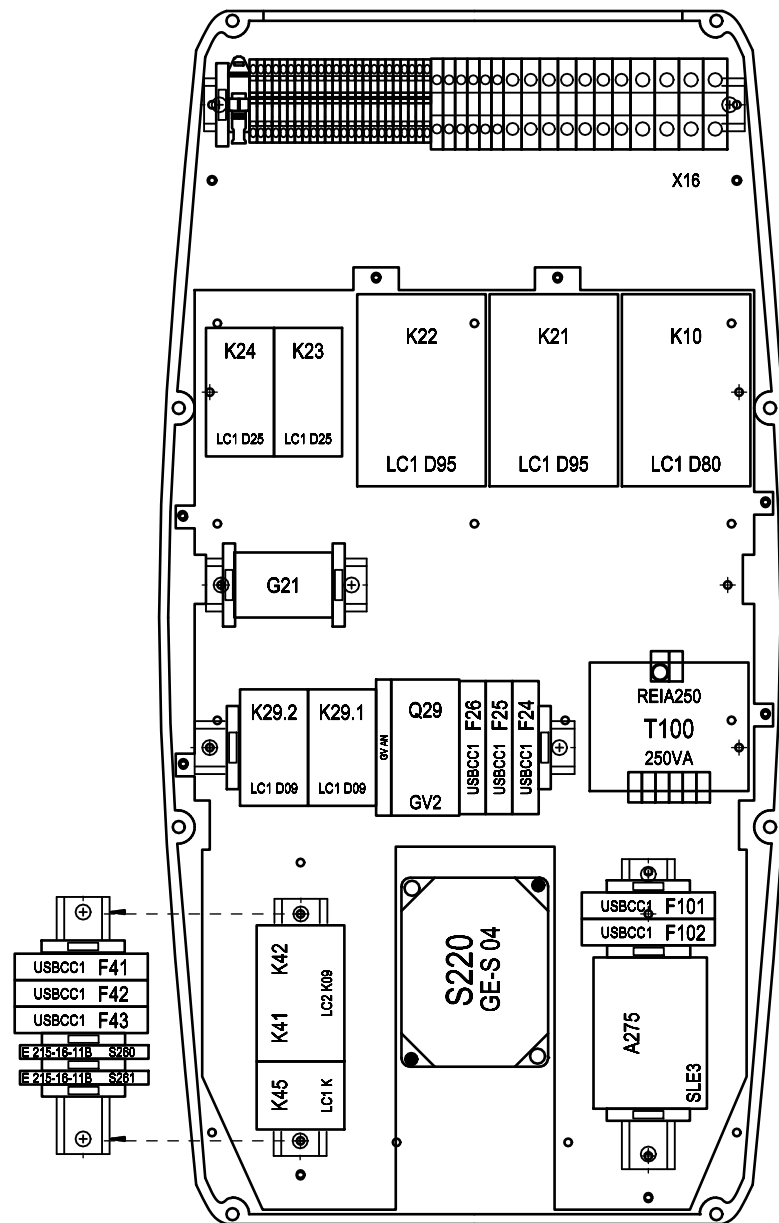 X16
K24
LC1 D25
K23
LC1 D25
K22
LC1 D95
K21
LC1 D95
K10
LC1 D80
G21
K29.2
LC1 D09
K29.1
LC1 D09
GV AN
Q29
GV2
USBCC1 F26
USBCC1 F25
USBCC1 F24
REIA250
T100
250VA
USBCC1 F41
USBCC1 F42
USBCC1 F43
E 215-16-11B S260
E 215-16-11B S261
K42
K41
LC2 K09
K45
LC1 K
S220
GE-S 04
USBCC1 F101
USBCC1 F102
A275
SLE3